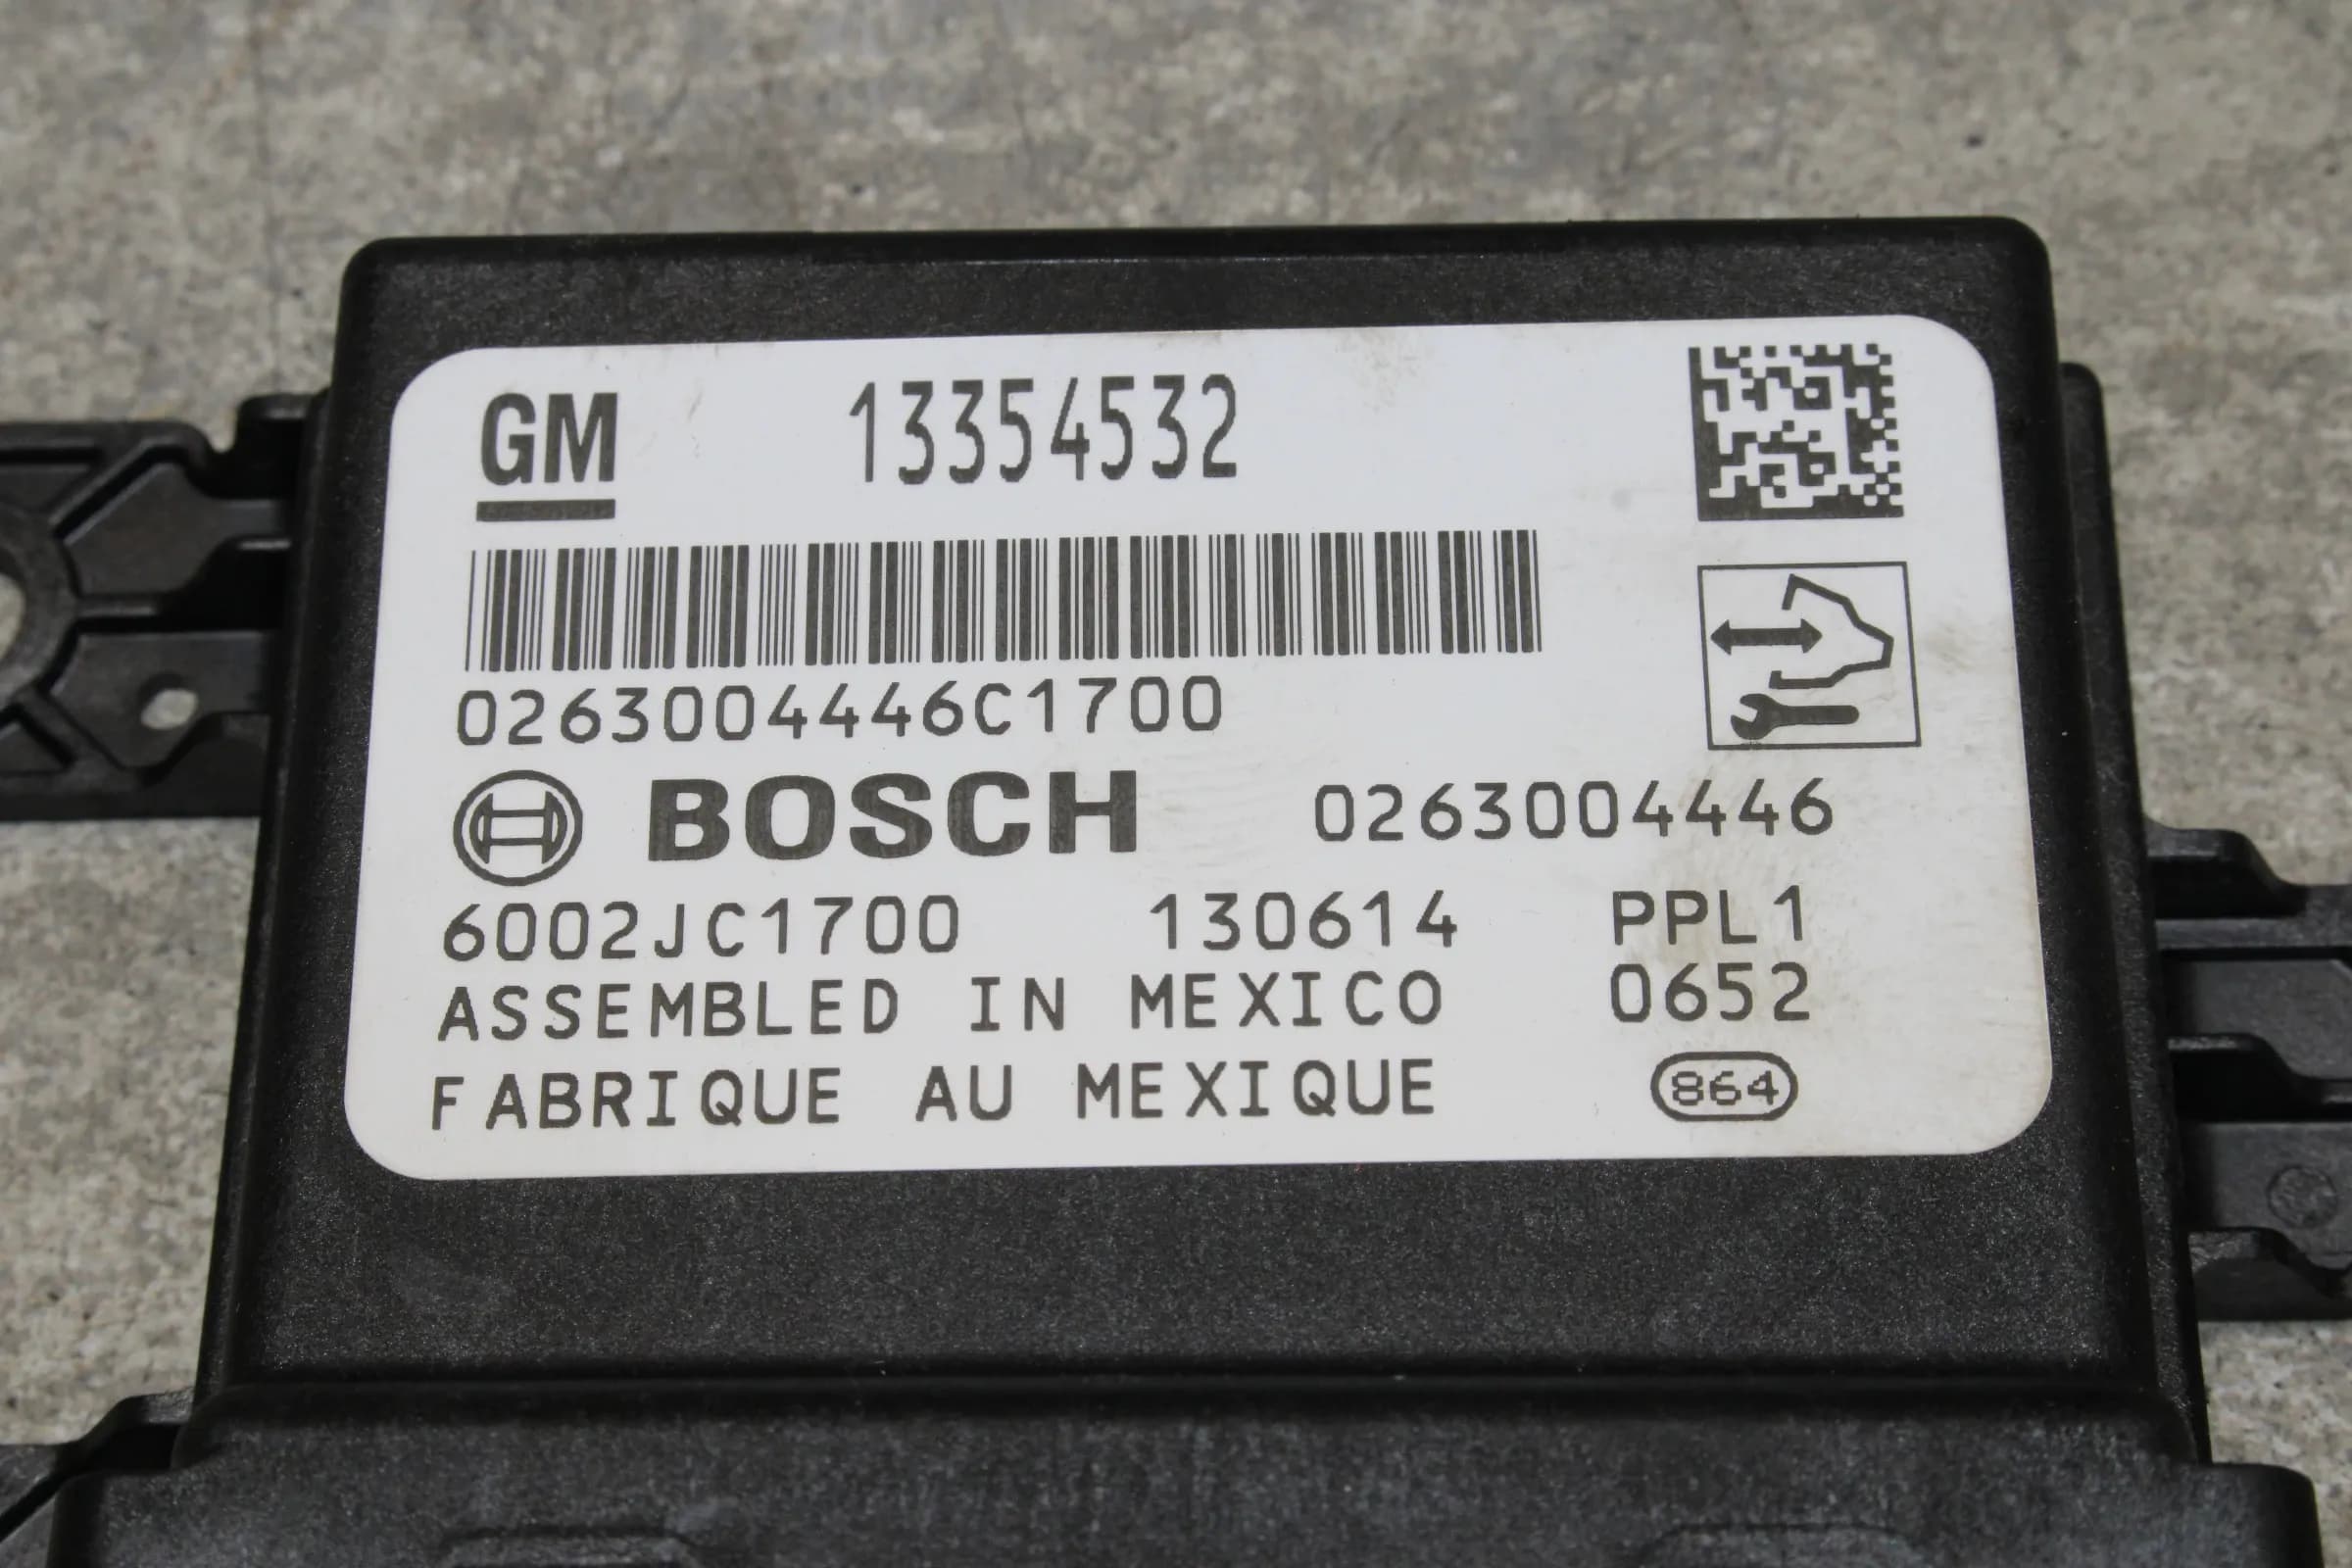 GM 13354532
0263004446C1700
BOSCH 0263004446
6002JC1700 130614 PPL1
ASSEMBLED IN MEXICO 0652
FABRIQUE AU MEXIQUE 864